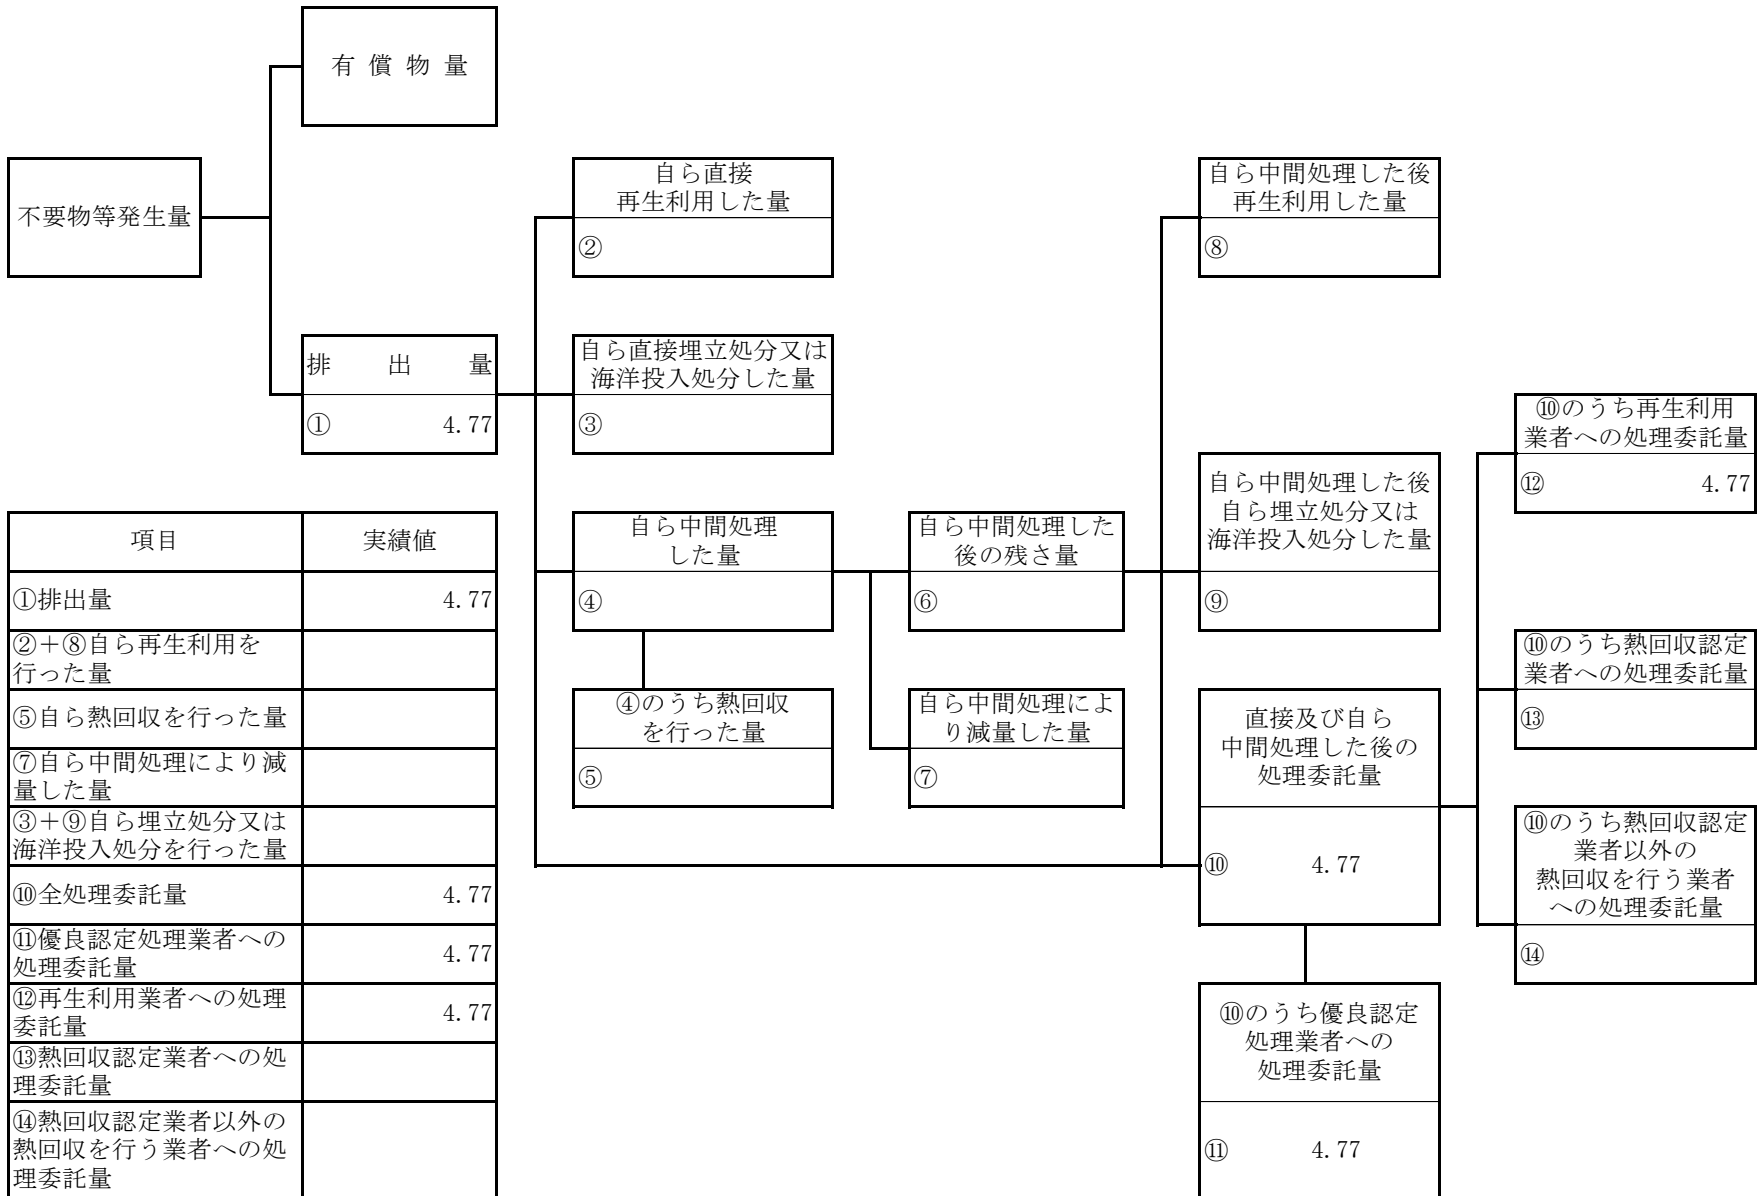 有償物量
不要物等発生量
排出量
① 4.77
自ら直接
再生利用した量
②
自ら直接埋立処分又は
海洋投入処分した量
③
自ら中間処理
した量
④
④のうち熱回収
を行った量
⑤
自ら中間処理した
後の残さ量
⑥
自ら中間処理によ
り減量した量
⑦
自ら中間処理した後
再生利用した量
⑧
自ら中間処理した後
自ら埋立処分又は
海洋投入処分した量
⑨
直接及び自ら
中間処理した後の
処理委託量
⑩ 4.77
⑩のうち優良認定
処理業者への
処理委託量
⑪ 4.77
⑩のうち再生利用
業者への処理委託量
⑫ 4.77
⑩のうち熱回収認定
業者への処理委託量
⑬
⑩のうち熱回収認定
業者以外の
熱回収を行う業者
への処理委託量
⑭
項目 実績値
①排出量 4.77
②＋⑧自ら再生利用を
行った量
⑤自ら熱回収を行った量
⑦自ら中間処理により減
量した量
③＋⑨自ら埋立処分又は
海洋投入処分を行った量
⑩全処理委託量 4.77
⑪優良認定処理業者への
処理委託量 4.77
⑫再生利用業者への処理
委託量 4.77
⑬熱回収認定業者への処
理委託量
⑭熱回収認定業者以外の
熱回収を行う業者への処
理委託量